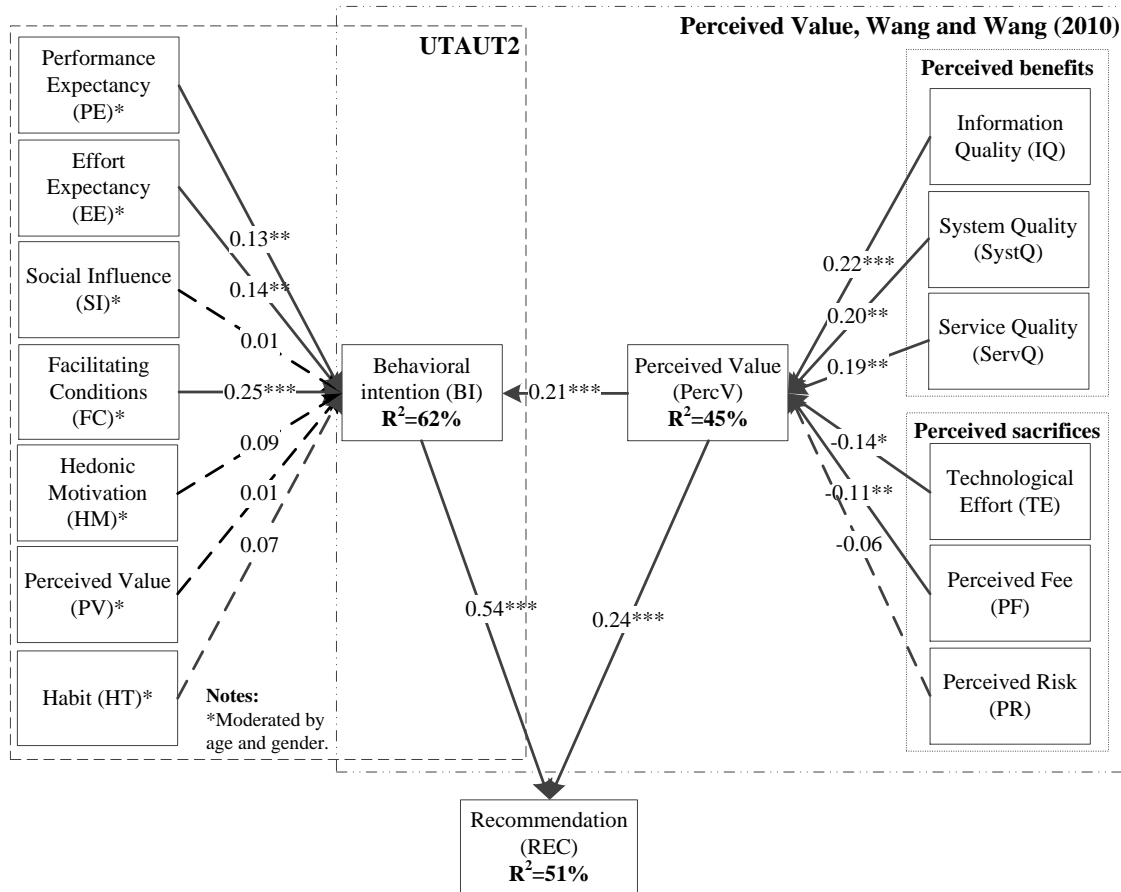 Perceived Value, Wang and Wang (2010)
UTAUT2
Performance
Expectancy
(PE)*
Effort
Expectancy
(EE)*
Social Influence
(SI)*
Facilitating
Conditions
(FC)*
Hedonic
Motivation
(HM)*
Perceived Value
(PV)*
Habit (HT)*
Notes:
*Moderated by
age and gender.
0.13**
0.14**
0.01
0.25***
0.09
0.01
0.07
Behavioral
intention (BI)
R²=62%
0.21***
Perceived Value
(PercV)
R²=45%
0.54***
0.24***
Recommendation
(REC)
R²=51%
0.22***
0.20**
0.19**
-0.14*
-0.11**
-0.06
Perceived benefits
Information
Quality (IQ)
System Quality
(SystQ)
Service Quality
(ServQ)
Perceived sacrifices
Technological
Effort (TE)
Perceived Fee
(PF)
Perceived Risk
(PR)